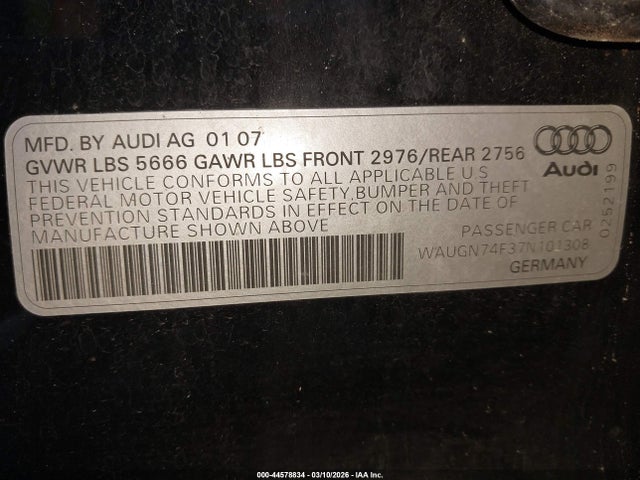 MFD. BY AUDI AG 01 07
GVWR LBS 5666 GAWR LBS FRONT 2976/REAR 2756
THIS VEHICLE CONFORMS TO ALL APPLICABLE U S
FEDERAL MOTOR VEHICLE SAFETY,BUMPER AND THEFT
PREVENTION STANDARDS IN EFFECT ON THE DATE OF
MANUFACTURE SHOWN ABOVE
Audi
0252199
PASSENGER CAR
WAUGN74F37N101308
GERMANY
000-44578834 - 03/10/2026 - IAA Inc.